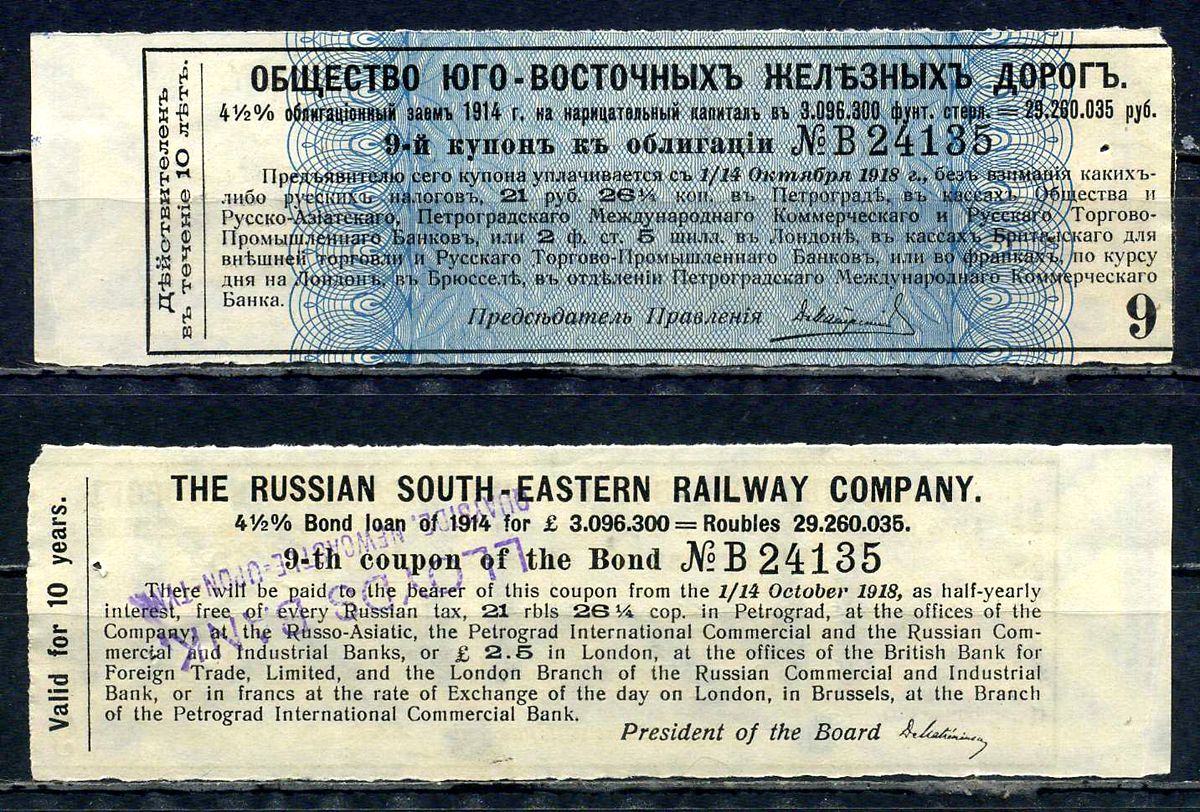 ОБЩЕСТВО ЮГО-ВОСТОЧНЫХЪ ЖЕЛѢЗНЫХЪ ДОРОГЪ.
4½% облигаціонный заемъ 1914 г. на нарицательный капиталъ въ 3.096.300 фунт. стерл. = 29.260.035 руб.
9-й купонъ къ облигаціи № B 24135
Предъявителю сего купона уплачивается съ 1/14 Октября 1918 г., безъ взиманія какихъ-
либо русскихъ налоговъ, 21 руб. 26¼ коп. въ Петроградѣ, въ кассахъ Общества и
Русско-Азіатскаго, Петроградскаго Международнаго Коммерческаго и Русскаго Торгово-
Промышленнаго Банковъ, или 2 ф. ст. 5 шилл. въ Лондонѣ, въ кассахъ Британскаго для
внѣшней торговли и Русскаго Торгово-Промышленнаго Банковъ, или во франкахъ, по курсу
дня на Лондонъ, въ Брюсселѣ, въ отдѣленіи Петроградскаго Международнаго Коммерческаго
Банка.
Предсѣдатель Правленія
9
Дѣйствителенъ
въ теченіе 10 лѣтъ.
THE RUSSIAN SOUTH-EASTERN RAILWAY COMPANY.
4½% Bond loan of 1914 for £ 3.096.300 = Roubles 29.260.035.
9-th coupon of the Bond № B 24135
There will be paid to the bearer of this coupon from the 1/14 October 1918, as half-yearly
interest, free of every Russian tax, 21 rbls 26¼ cop. in Petrograd, at the offices of the
Company, at the Russo-Asiatic, the Petrograd International Commercial and the Russian Com-
mercial and Industrial Banks, or £ 2.5 in London, at the offices of the British Bank for
Foreign Trade, Limited, and the London Branch of the Russian Commercial and Industrial
Bank, or in francs at the rate of Exchange of the day on London, in Brussels, at the Branch
of the Petrograd International Commercial Bank.
President of the Board
Valid for 10 years.
LLOYDS BANK
QUAYSIDE, NEWCASTLE-UPON-TYNE